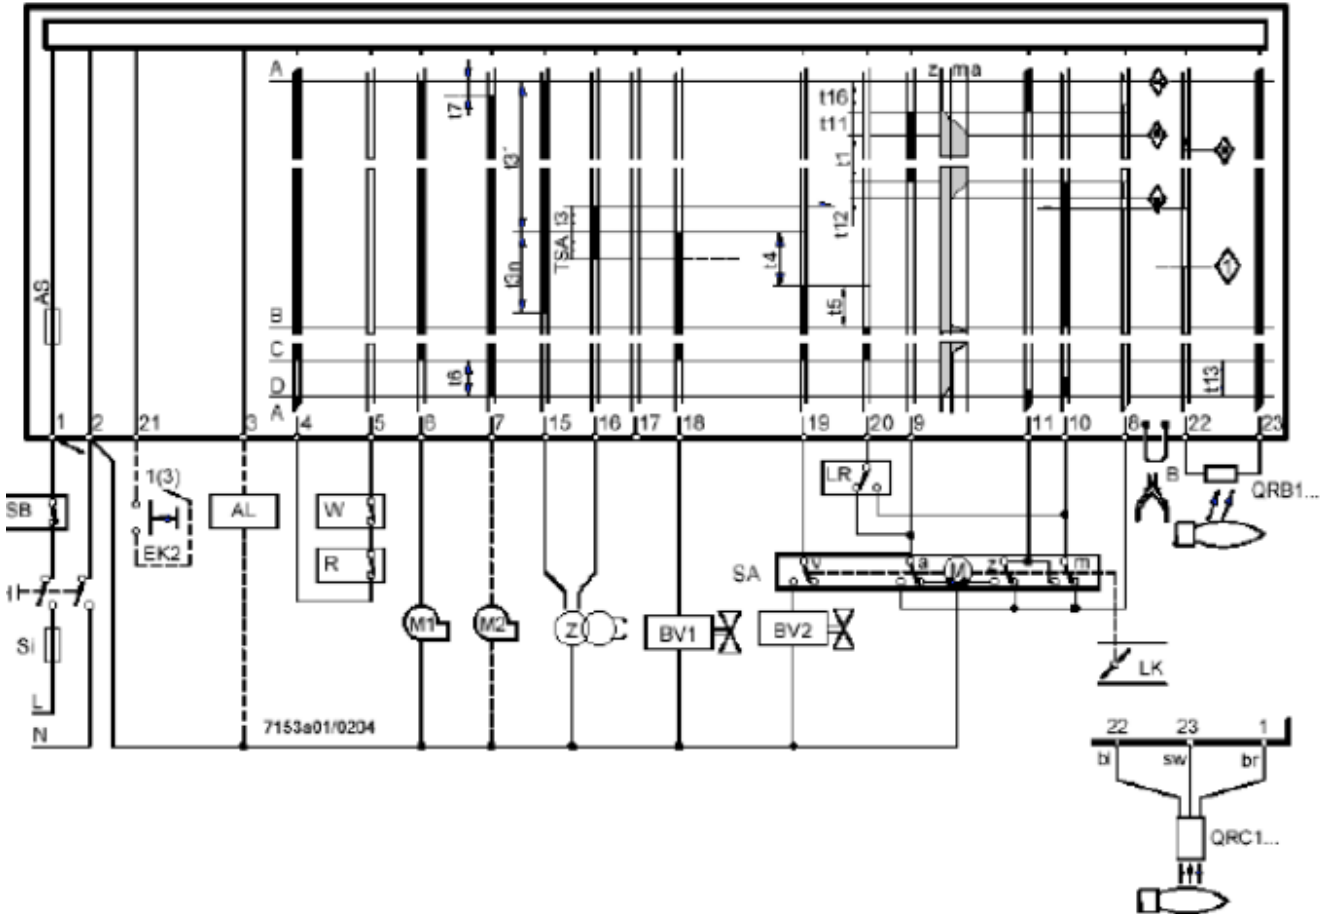 A
z m a
t7
t16
t11
t3'
t1
t3
t12
TSA
t3n
t4
t5
AS
B
C
t6
D
t13
A
1 2 21 3 4 5 6 7 15 16 17 18 19 20 9 11 10 8 22 23
1(3)
LR
B
QRB1...
SB
AL
W
EK2
R
SA
v a M z m
M1
M2
Z
BV1
BV2
Si
LK
L
7153a01/0204
N
22 23 1
bl sw br
QRC1...